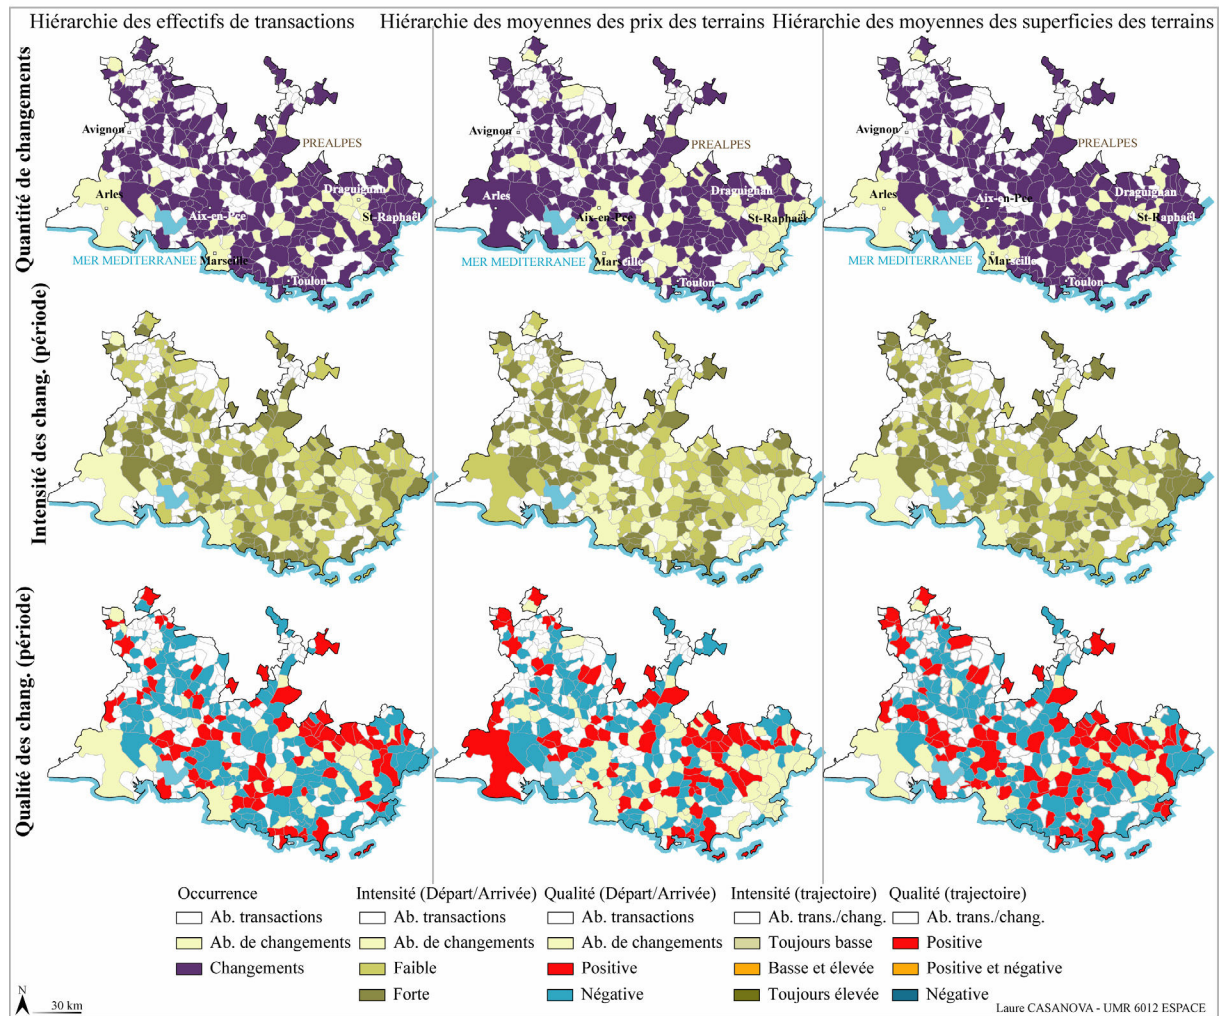 Hiérarchie des effectifs de transactions
Hiérarchie des moyennes des prix des terrains
Hiérarchie des moyennes des superficies des terrains
Quantité de changements
Avignon
PREALPES
Arles
Draguignan
Aix-en-Pce
St-Raphaël
MER MEDITERRANEE
Marseille
Toulon
Avignon
PREALPES
Arles
Draguignan
Aix-en-Pce
St-Raphaël
MER MEDITERRANEE
Marseille
Toulon
Avignon
PREALPES
Arles
Draguignan
Aix-en-Pce
St-Raphaël
MER MEDITERRANEE
Marseille
Toulon
Intensité des chang. (période)
Qualité des chang. (période)
Occurrence
Ab. transactions
Ab. de changements
Changements
Intensité (Départ/Arrivée)
Ab. transactions
Ab. de changements
Faible
Forte
Qualité (Départ/Arrivée)
Ab. transactions
Ab. de changements
Positive
Négative
Intensité (trajectoire)
Ab. trans./chang.
Toujours basse
Basse et élevée
Toujours élevée
Qualité (trajectoire)
Ab. trans./chang.
Positive
Positive et négative
Négative
N
30 km
Laure CASANOVA - UMR 6012 ESPACE